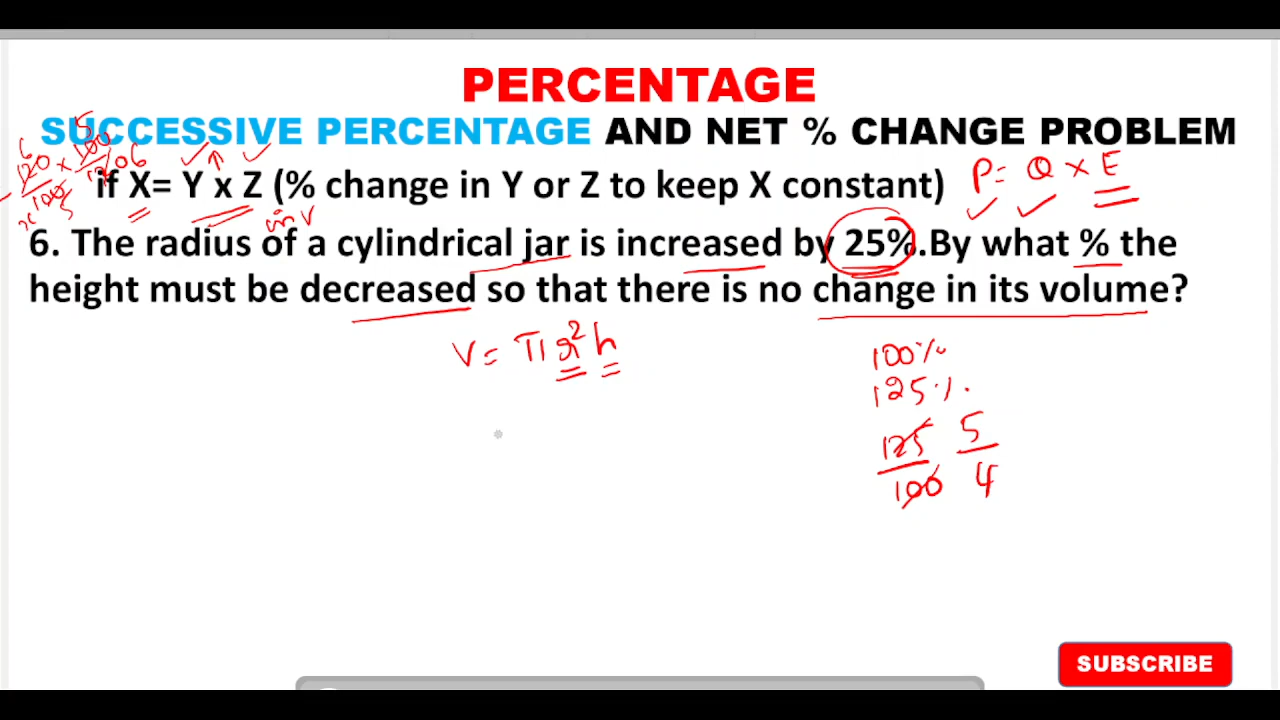 PERCENTAGE
SUCCESSIVE PERCENTAGE AND NET % CHANGE PROBLEM
if X= Y x Z (% change in Y or Z to keep X constant)
P= Q × E
6. The radius of a cylindrical jar is increased by 25%.By what % the
height must be decreased so that there is no change in its volume?
V = πr²h
100%
125%
125/100 5/4
SUBSCRIBE